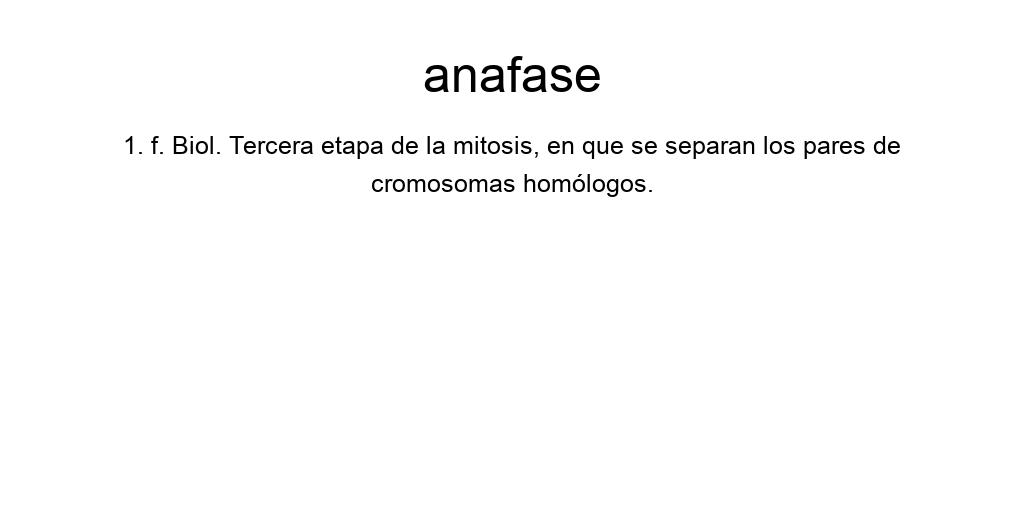 anafase
1. f. Biol. Tercera etapa de la mitosis, en que se separan los pares de
cromosomas homólogos.